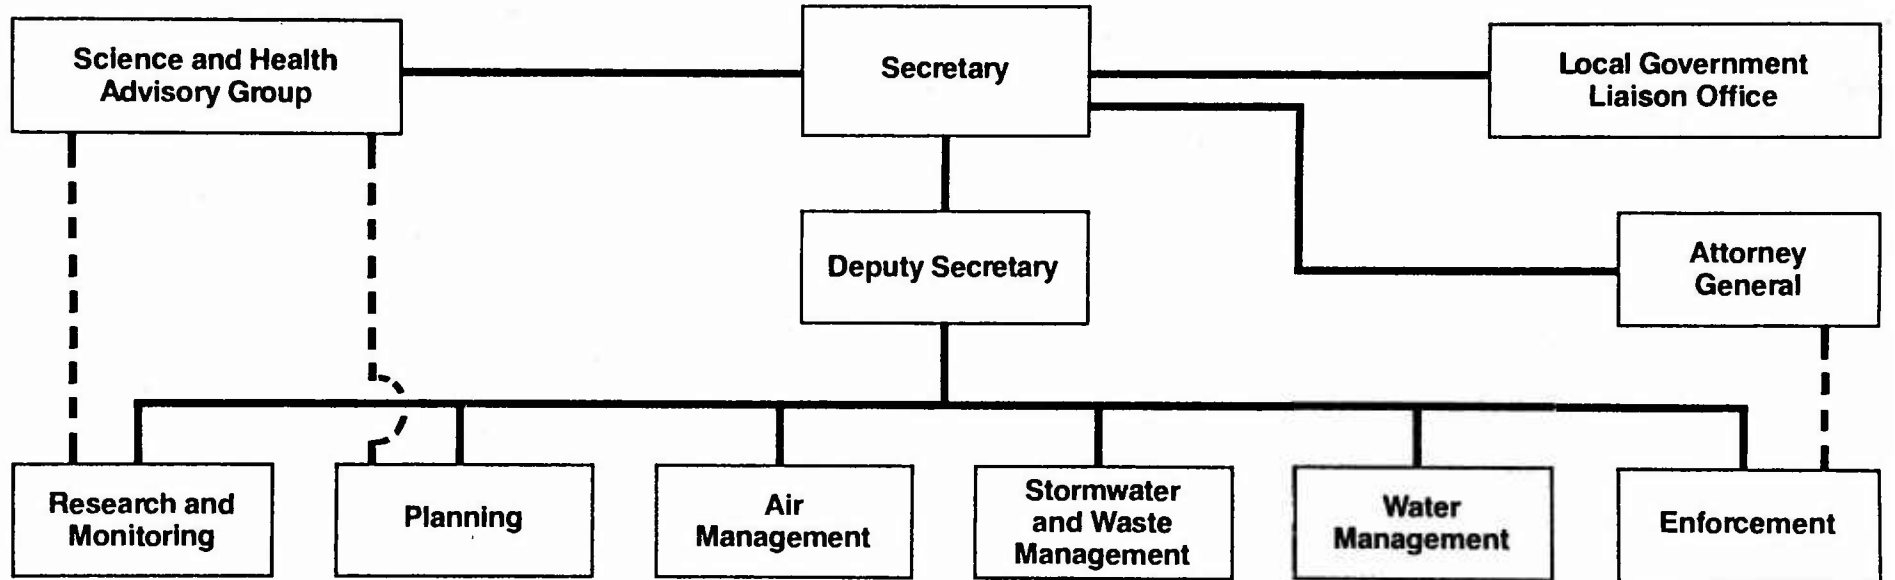 Science and Health
Advisory Group
Secretary
Local Government
Liaison Office
Deputy Secretary
Attorney
General
Research and
Monitoring
Planning
Air
Management
Stormwater
and Waste
Management
Water
Management
Enforcement